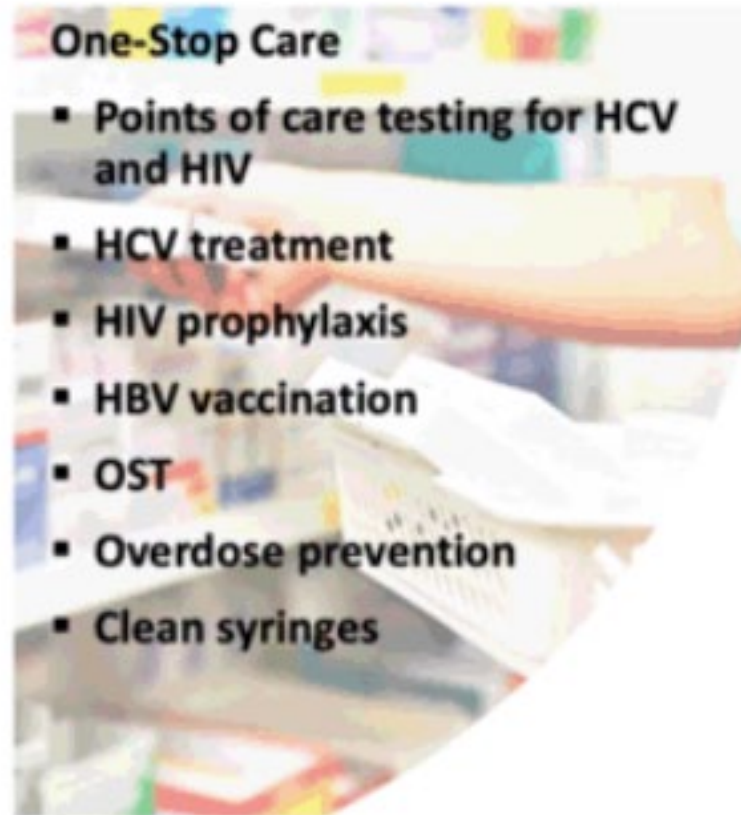 One-Stop Care
▪ Points of care testing for HCV
and HIV
▪ HCV treatment
▪ HIV prophylaxis
▪ HBV vaccination
▪ OST
▪ Overdose prevention
▪ Clean syringes